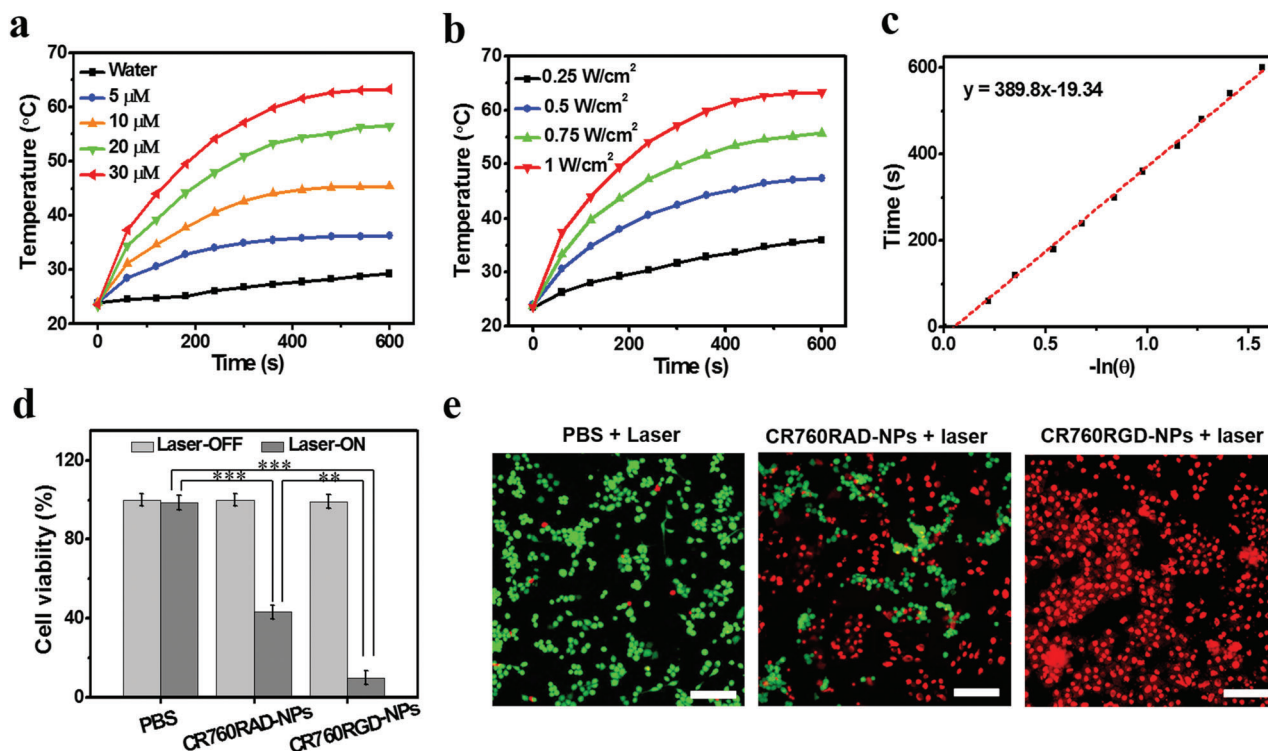 a
70
60
50
40
30
20
Temperature (°C)
Water
5 μM
10 μM
20 μM
30 μM
0
200
400
600
Time (s)
b
70
60
50
40
30
20
Temperature (°C)
0.25 W/cm²
0.5 W/cm²
0.75 W/cm²
1 W/cm²
0
200
400
600
Time (s)
c
600
400
200
0
Time (s)
y = 389.8x-19.34
0.0
0.5
1.0
1.5
-ln(θ)
d
Laser-OFF
Laser-ON
120
80
40
0
Cell viability (%)
***
***
**
PBS
CR760RAD-NPs
CR760RGD-NPs
e
PBS + Laser
CR760RAD-NPs + laser
CR760RGD-NPs + laser